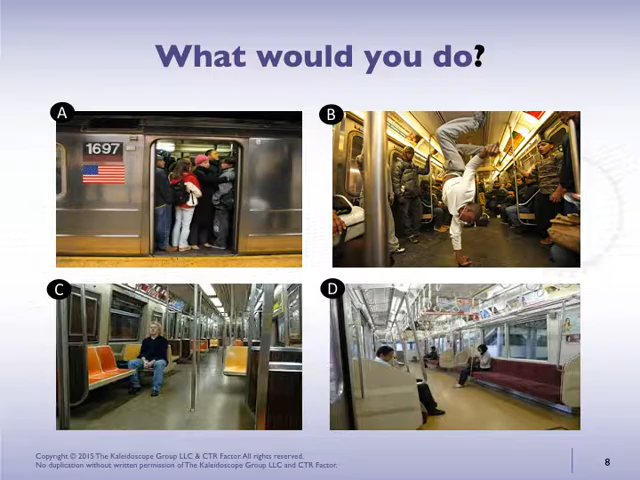 What would you do?
A
B
1697
C
D
Copyright © 2015 The Kaleidoscope Group LLC & CTR Factor. All rights reserved.
No duplication without written permission of The Kaleidoscope Group LLC and CTR Factor.
8